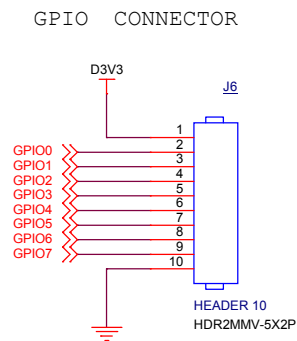 GPIO CONNECTOR
D3V3
J6
1
GPIO0 2
GPIO1 3
GPIO2 4
GPIO3 5
GPIO4 6
GPIO5 7
GPIO6 8
GPIO7 9
10
HEADER 10
HDR2MMV-5X2P